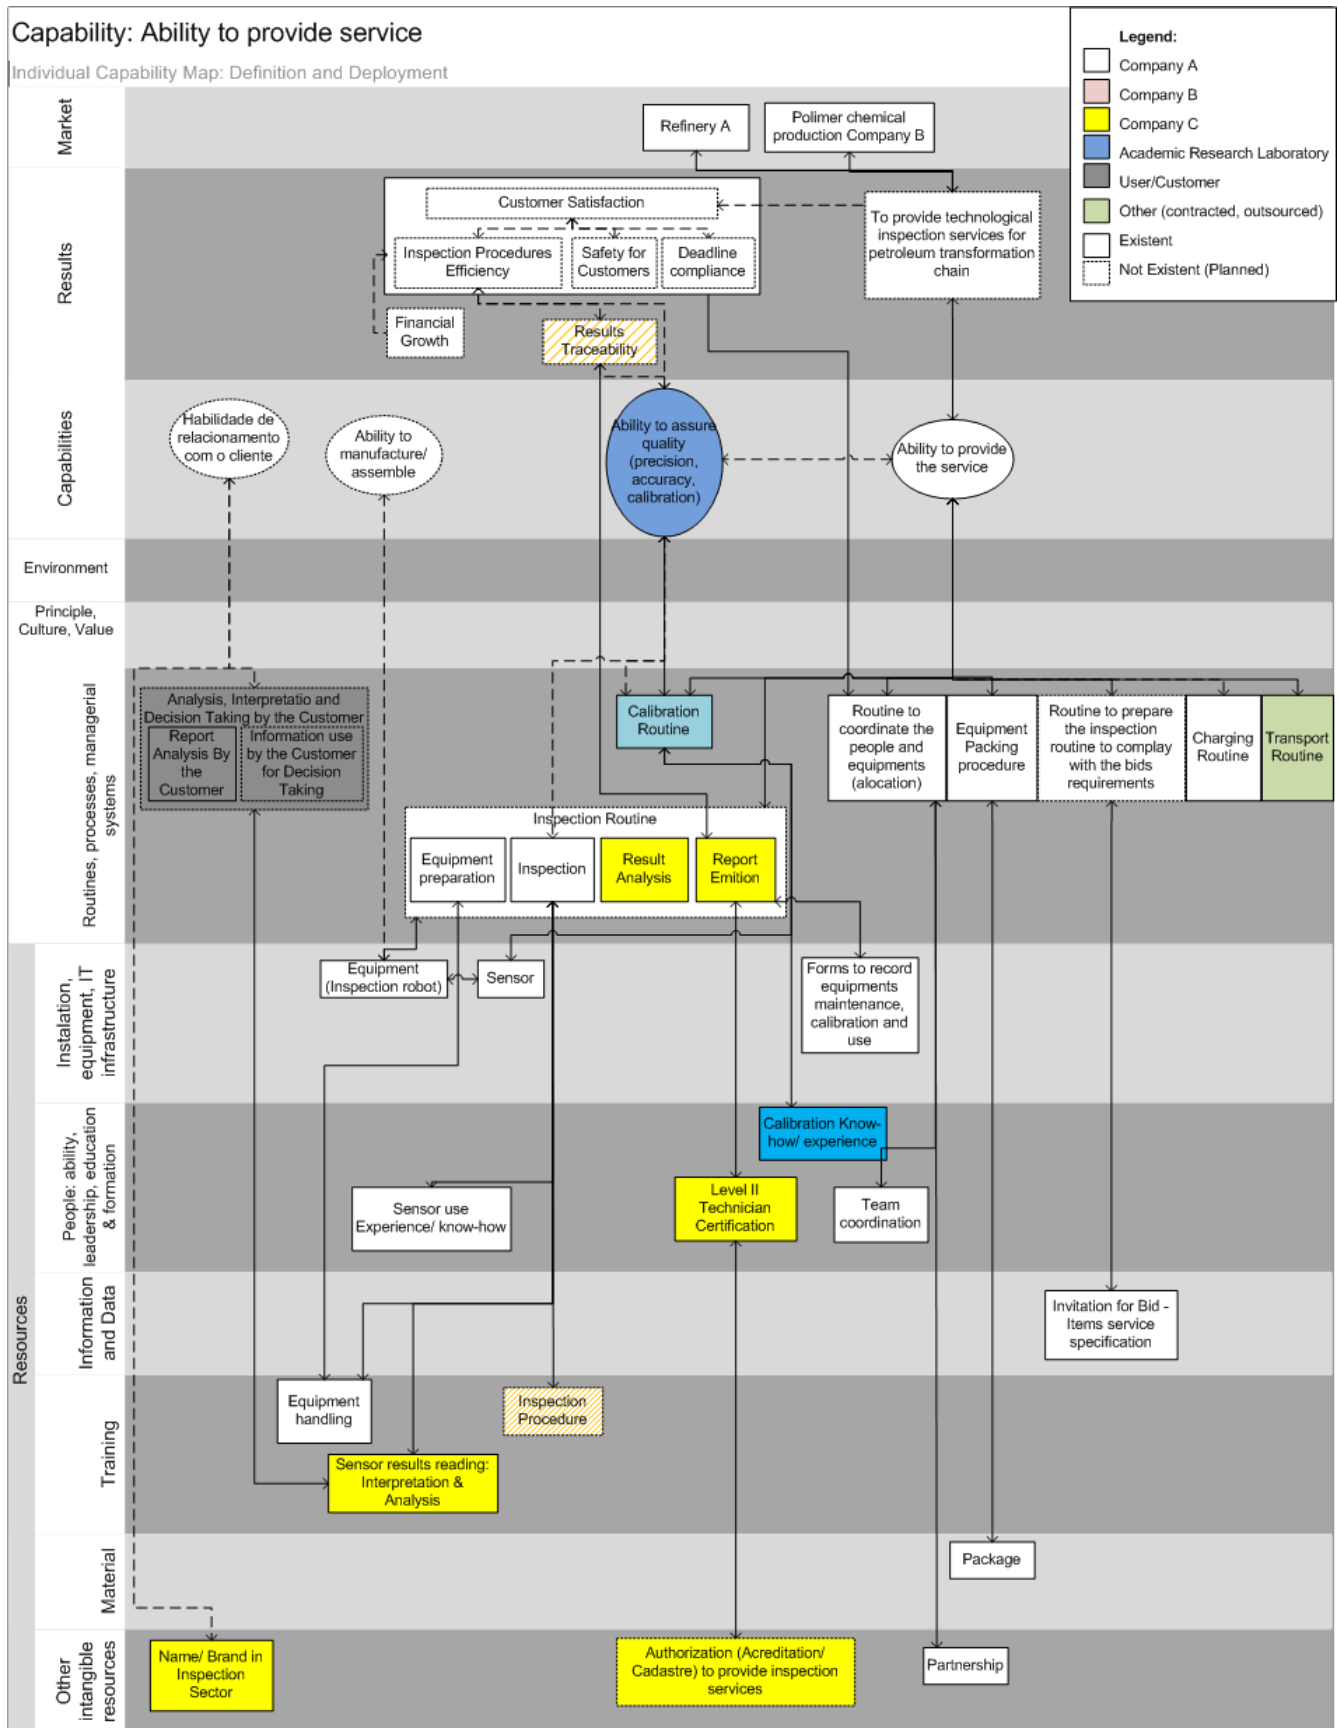 Capability: Ability to provide service
Individual Capability Map: Definition and Deployment
Legend:
Company A
Company B
Company C
Academic Research Laboratory
User/Customer
Other (contracted, outsourced)
Existent
Not Existent (Planned)
Market
Refinery A
Polimer chemical
production Company B
Results
Customer Satisfaction
Inspection Procedures
Efficiency
Safety for
Customers
Deadline
compliance
To provide technological
inspection services for
petroleum transformation
chain
Financial
Growth
Results
Traceability
Capabilities
Habilidade de
relacionamento
com o cliente
Ability to
manufacture/
assemble
Ability to assure
quality
(precision,
accuracy,
calibration)
Ability to provide
the service
Environment
Principle,
Culture, Value
Routines, processes, managerial
systems
Analysis, Interpretatio and
Decision Taking by the Customer
Report
Analysis By
the
Customer
Information use
by the Customer
for Decision
Taking
Calibration
Routine
Routine to
coordinate the
people and
equipments
(alocation)
Equipment
Packing
procedure
Routine to prepare
the inspection
routine to complay
with the bids
requirements
Charging
Routine
Transport
Routine
Inspection Routine
Equipment
preparation
Inspection
Result
Analysis
Report
Emition
Resources
Instalation,
equipment, IT
infrastructure
Equipment
(Inspection robot)
Sensor
Forms to record
equipments
maintenance,
calibration and
use
People: ability,
leadership, education
& formation
Calibration Know-
how/ experience
Sensor use
Experience/ know-how
Level II
Technician
Certification
Team
coordination
Information
and Data
Invitation for Bid -
Items service
specification
Training
Equipment
handling
Inspection
Procedure
Sensor results reading:
Interpretation &
Analysis
Material
Package
Other
intangible
resources
Name/ Brand in
Inspection
Sector
Authorization (Acreditation/
Cadastre) to provide inspection
services
Partnership